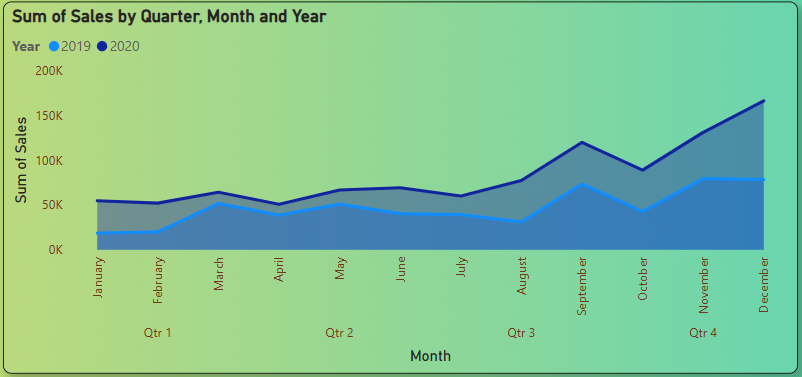 Sum of Sales by Quarter, Month and Year
Year 2019 2020
200K
150K
100K
50K
0K
Sum of Sales
January February March April May June July August September October November December
Qtr 1 Qtr 2 Qtr 3 Qtr 4
Month